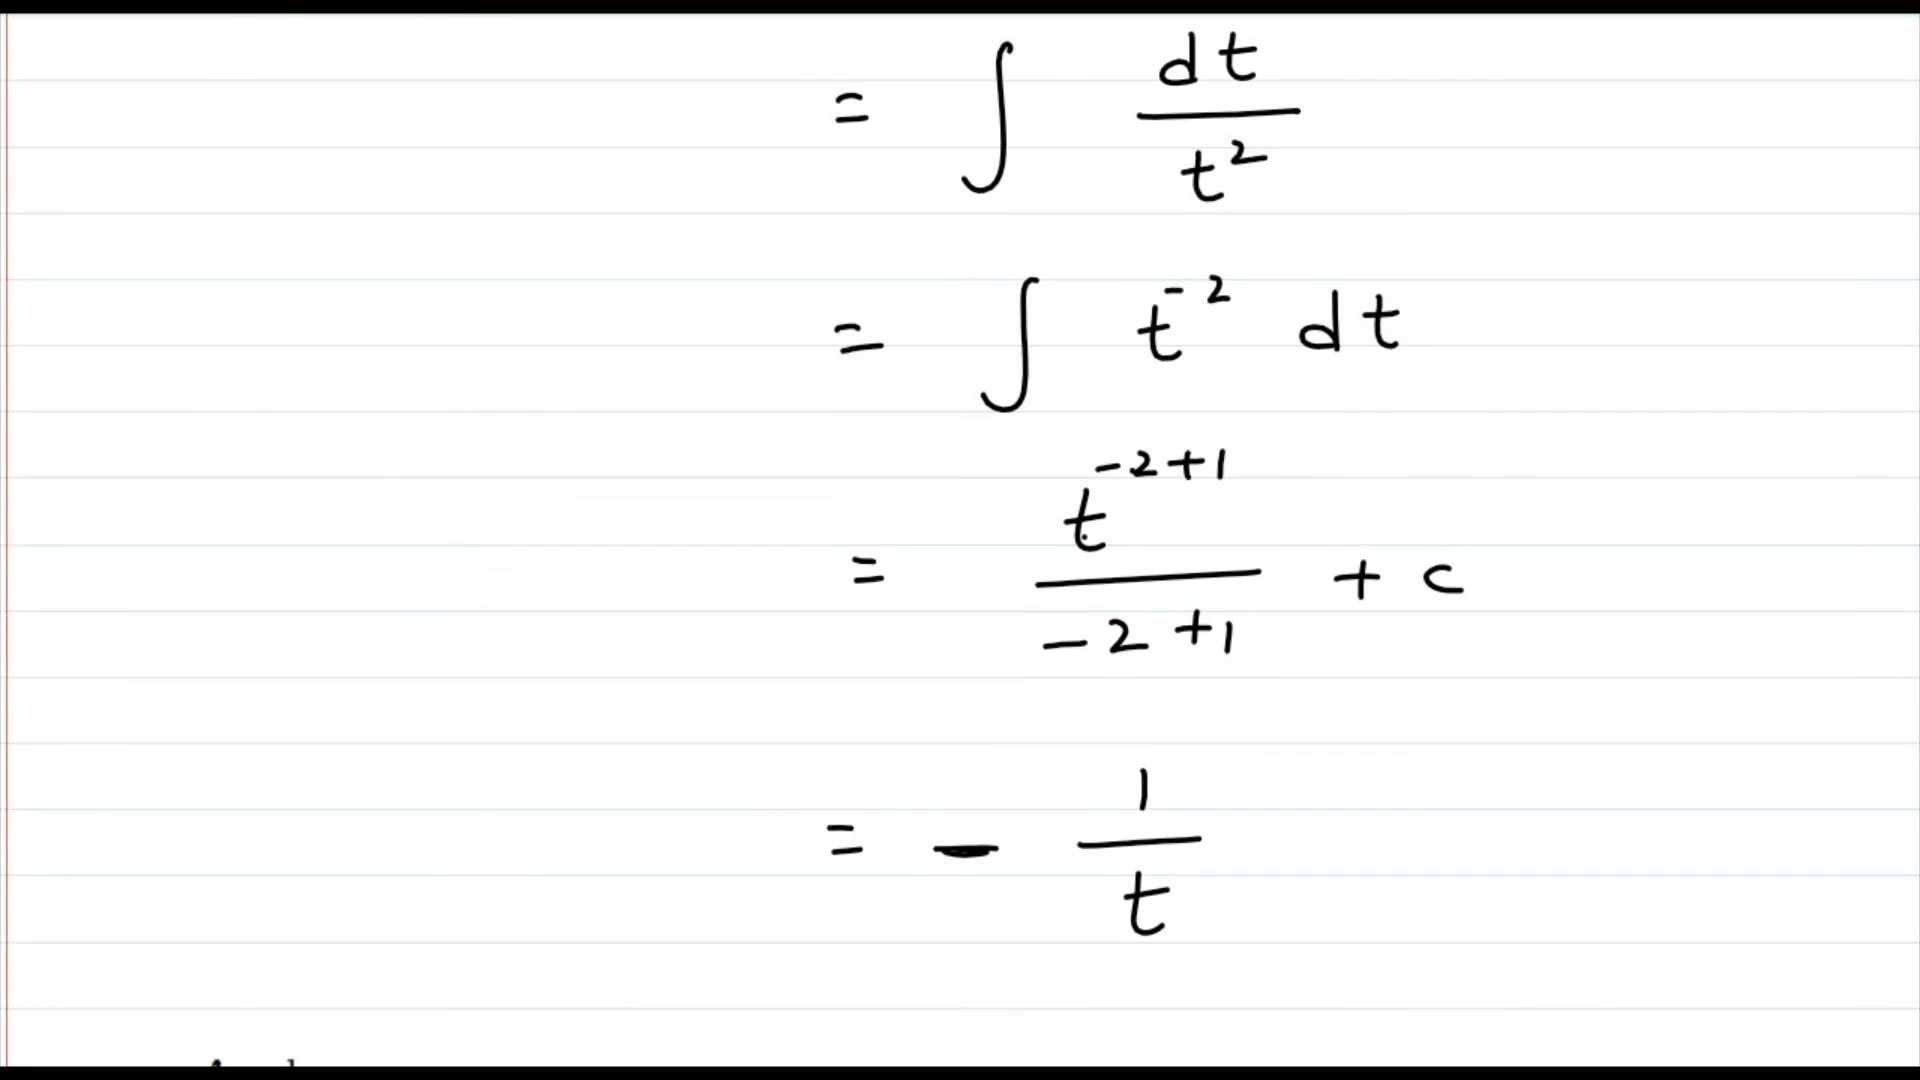 = ∫ dt / t²
= ∫ t⁻² dt
= t⁻²⁺¹ / -2+1 + c
= - 1 / t